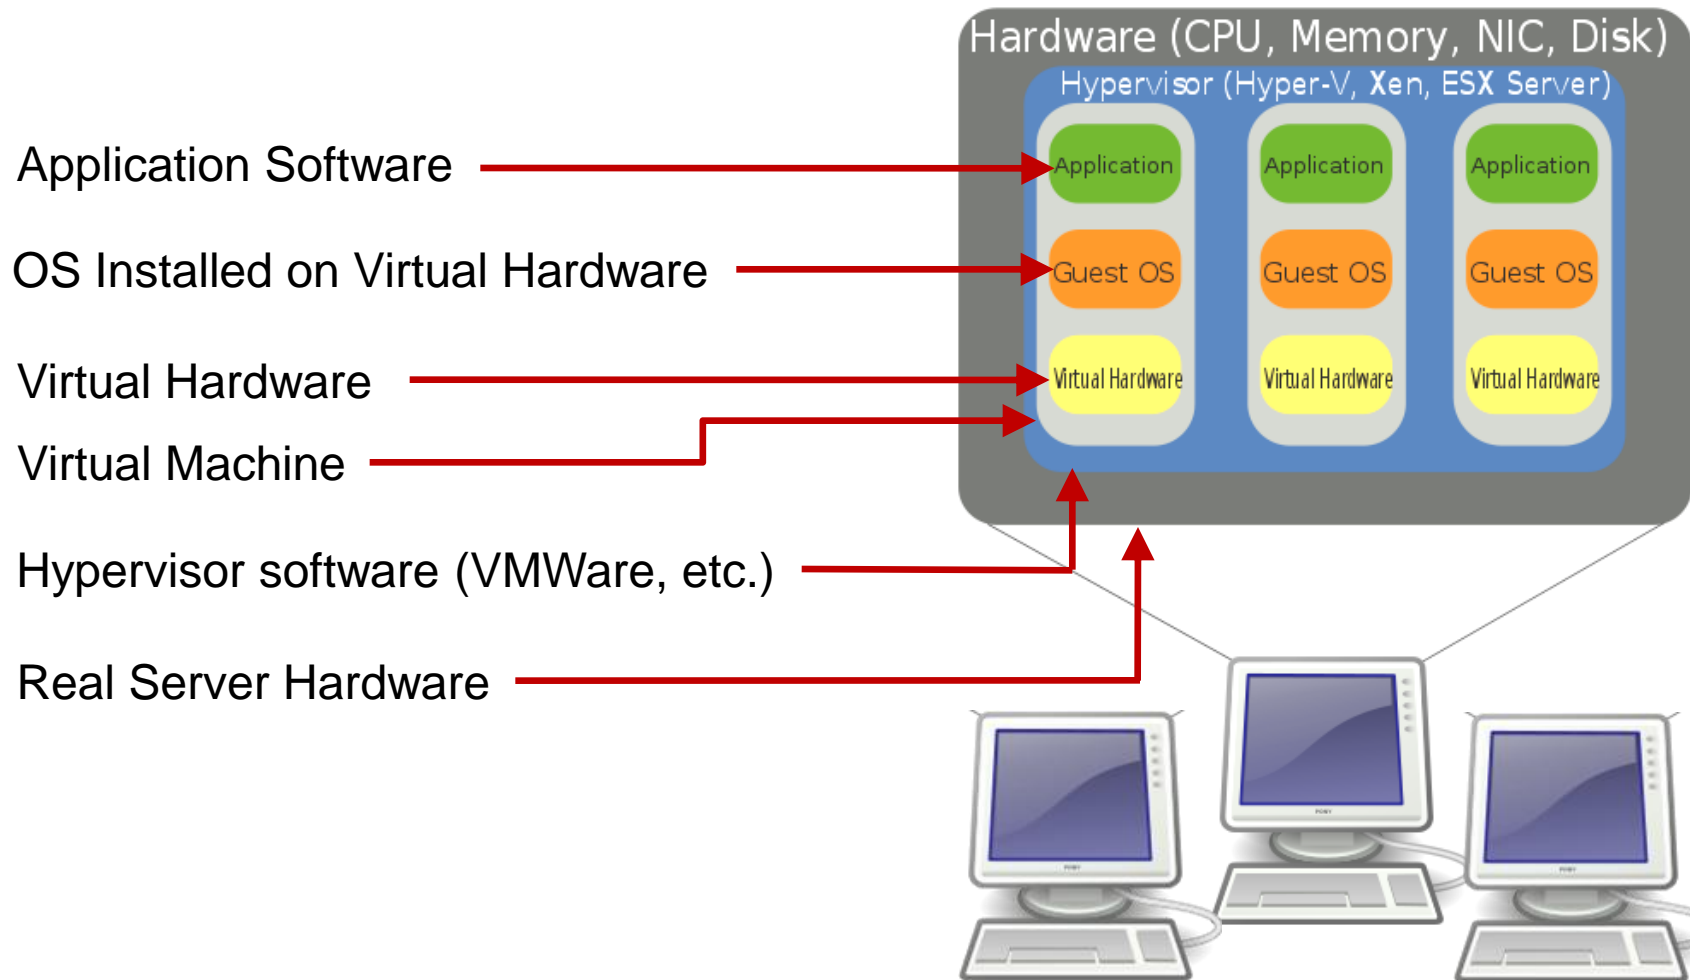 Hardware (CPU, Memory, NIC, Disk)
Hypervisor (Hyper-V, Xen, ESX Server)
Application Software
Application
Application
Application
OS Installed on Virtual Hardware
Guest OS
Guest OS
Guest OS
Virtual Hardware
Virtual Hardware
Virtual Hardware
Virtual Hardware
Virtual Machine
Hypervisor software (VMWare, etc.)
Real Server Hardware